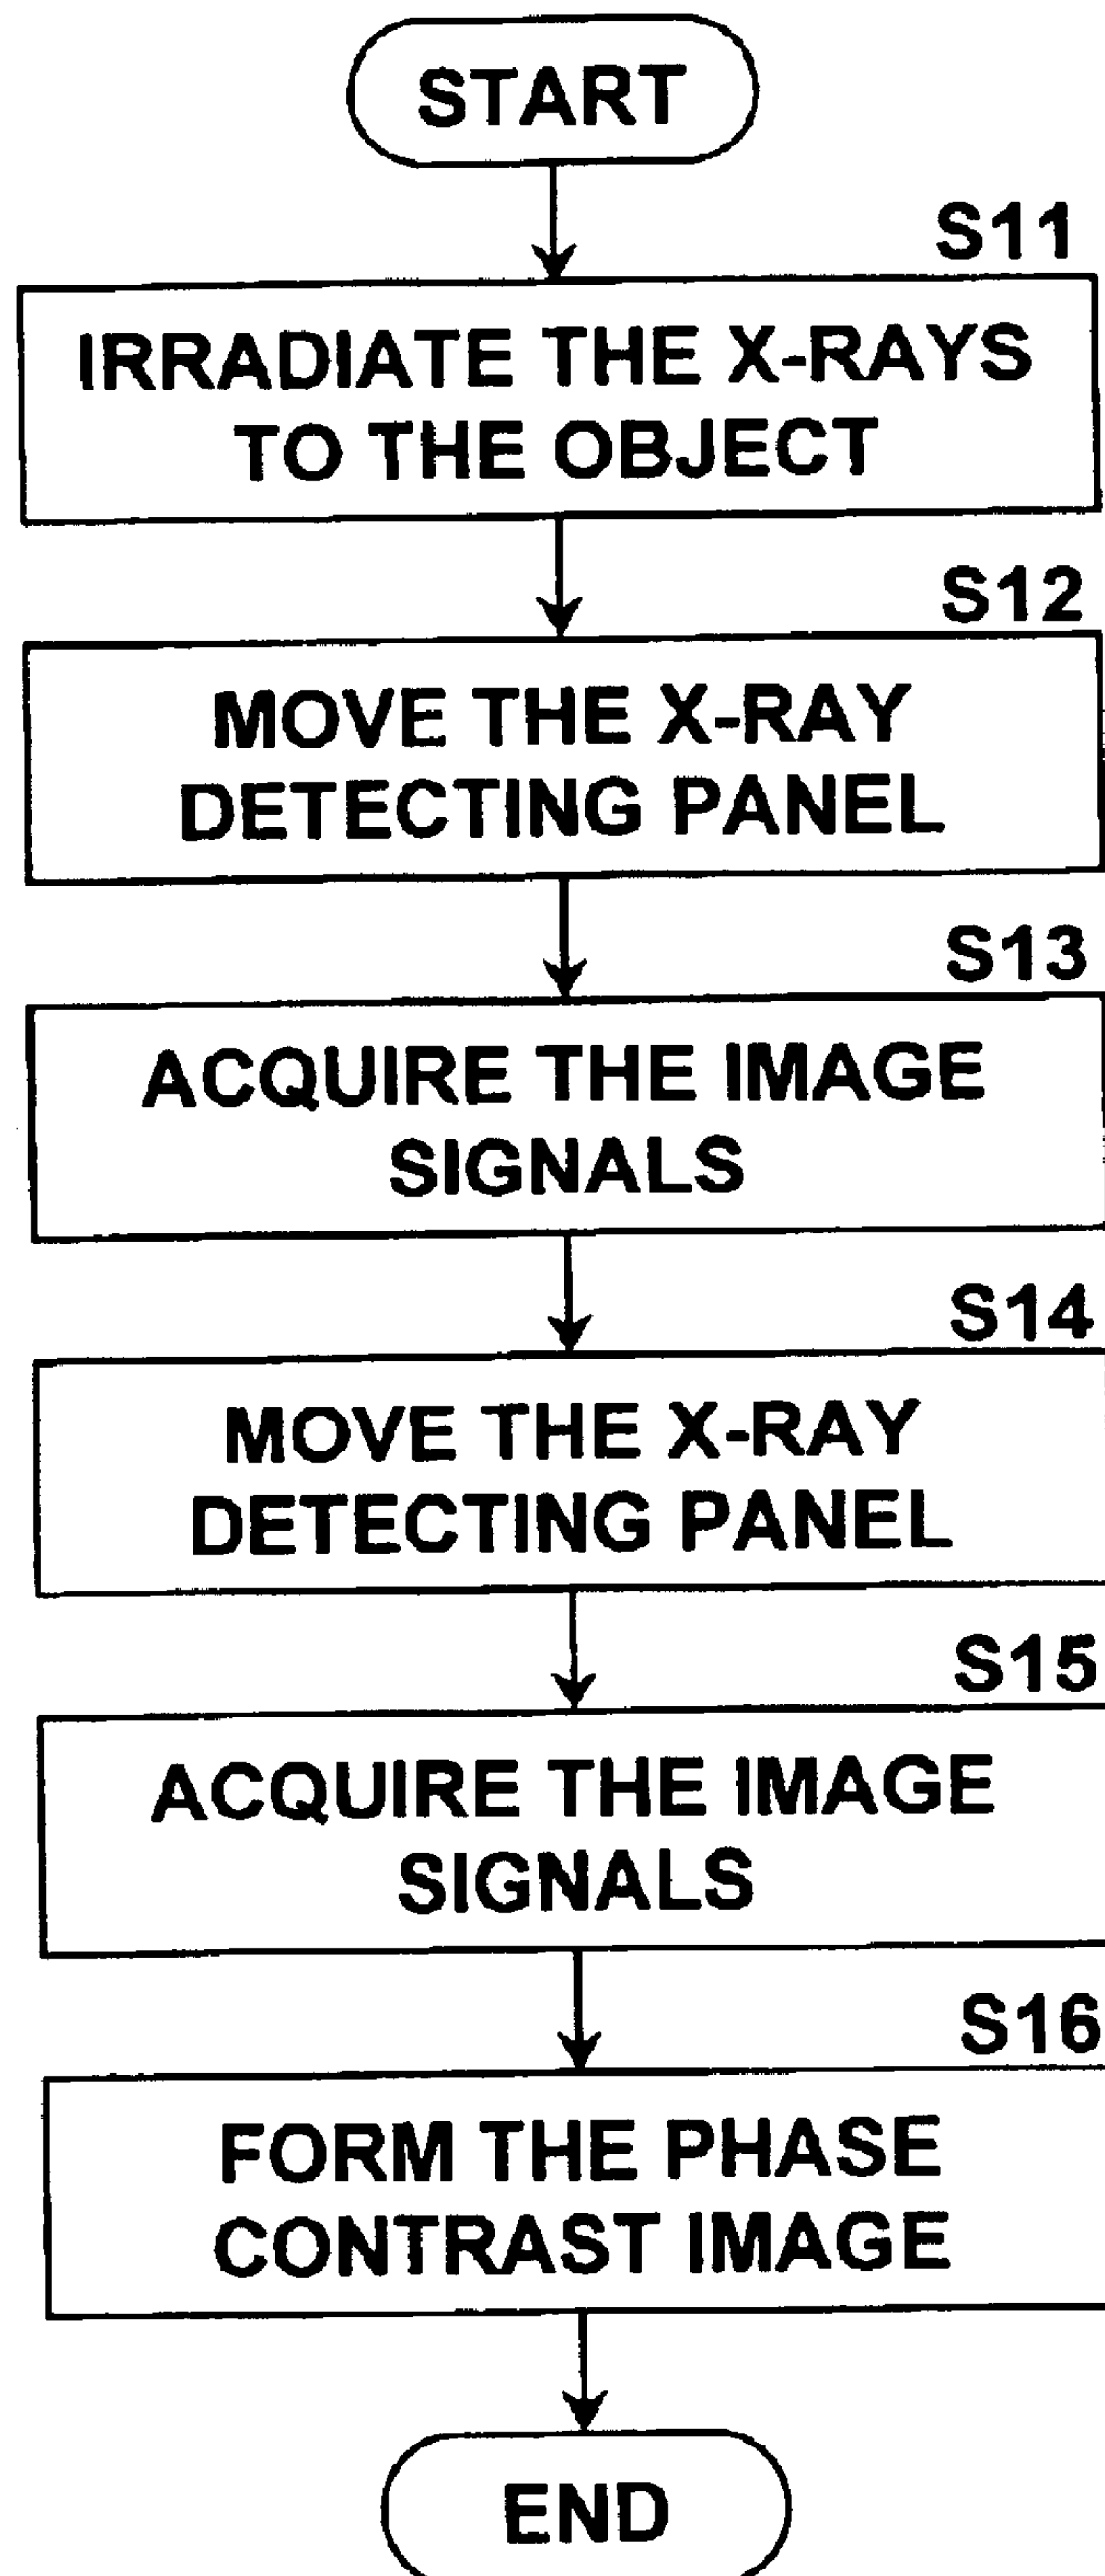 START
S11
IRRADIATE THE X-RAYS
TO THE OBJECT
S12
MOVE THE X-RAY
DETECTING PANEL
S13
ACQUIRE THE IMAGE
SIGNALS
S14
MOVE THE X-RAY
DETECTING PANEL
S15
ACQUIRE THE IMAGE
SIGNALS
S16
FORM THE PHASE
CONTRAST IMAGE
END